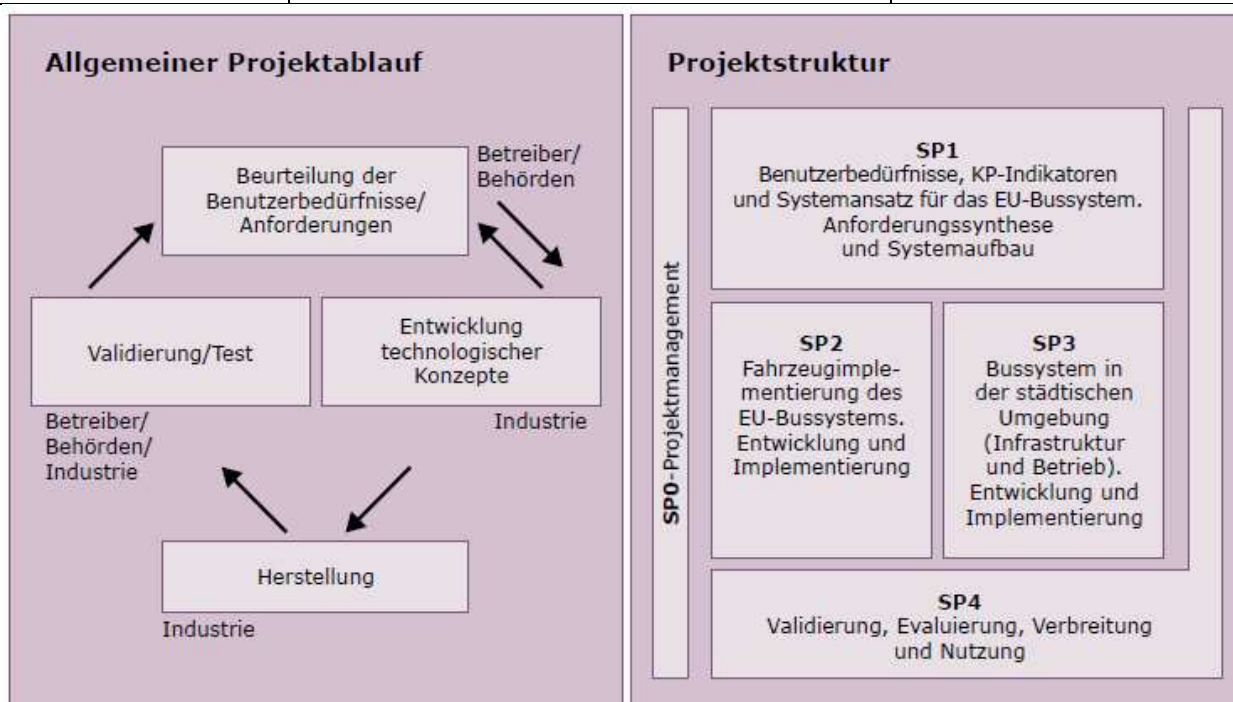 Allgemeiner Projektablauf
Beurteilung der
Benutzerbedürfnisse/
Anforderungen
Betreiber/
Behörden
Validierung/Test
Entwicklung
technologischer
Konzepte
Betreiber/
Behörden/
Industrie
Industrie
Herstellung
Industrie
Projektstruktur
SP0-Projektmanagement
SP1
Benutzerbedürfnisse, KP-Indikatoren
und Systemansatz für das EU-Bussystem.
Anforderungssynthese
und Systemaufbau
SP2
Fahrzeugimple-
mentierung des
EU-Bussystems.
Entwicklung und
Implementierung
SP3
Bussystem in
der städtischen
Umgebung
(Infrastruktur
und Betrieb).
Entwicklung und
Implementierung
SP4
Validierung, Evaluierung, Verbreitung
und Nutzung